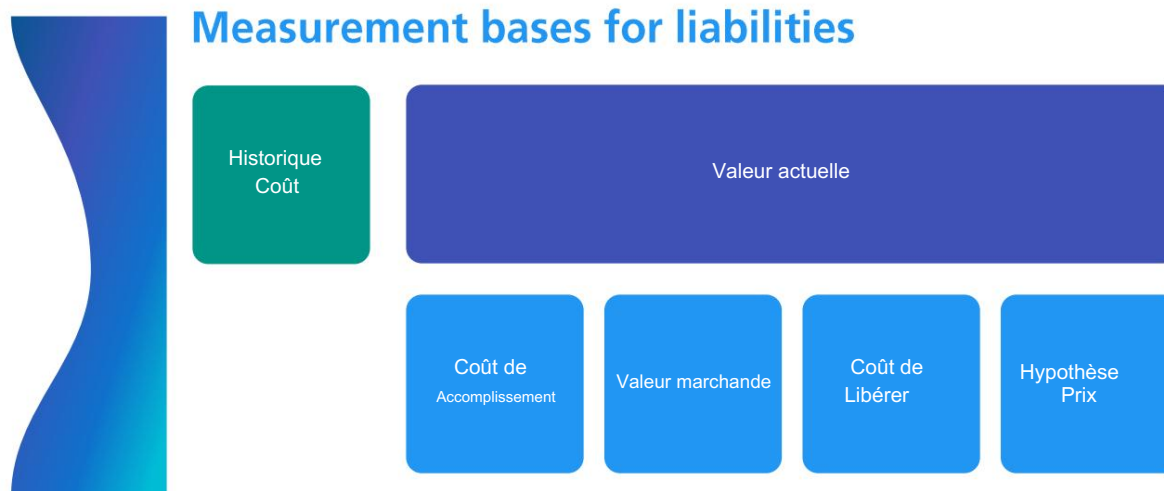 Measurement bases for liabilities
Historique
Coût
Valeur actuelle
Coût de
Accomplissement
Valeur marchande
Coût de
Libérer
Hypothèse
Prix